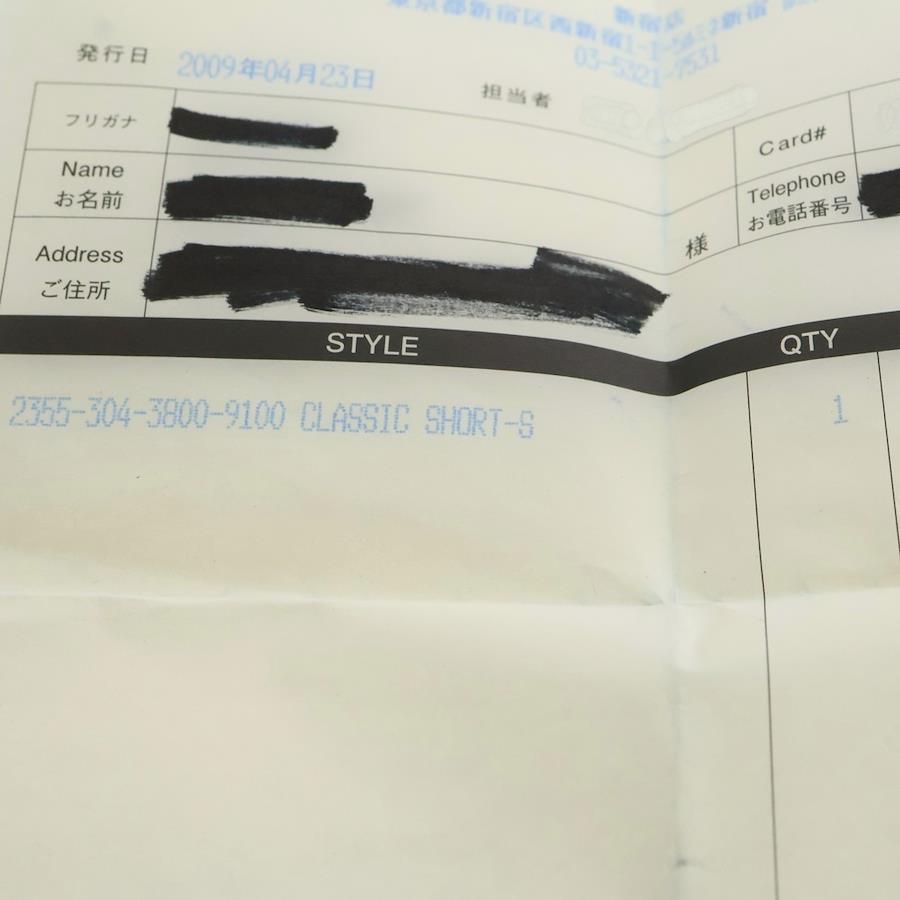 新宿店
東京都新宿区西新宿1-1-5
03-5321-7531
発行日 2009年04月23日
担当者
フリガナ
Card#
Name
お名前
様
Telephone
お電話番号
Address
ご住所
STYLE QTY
2355-304-3800-9100 CLASSIC SHORT-S 1